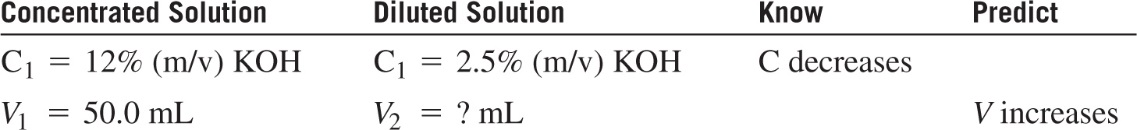 Concentrated Solution Diluted Solution Know Predict
C₁ = 12% (m/v) KOH C₁ = 2.5% (m/v) KOH C decreases
V₁ = 50.0 mL V₂ = ? mL V increases